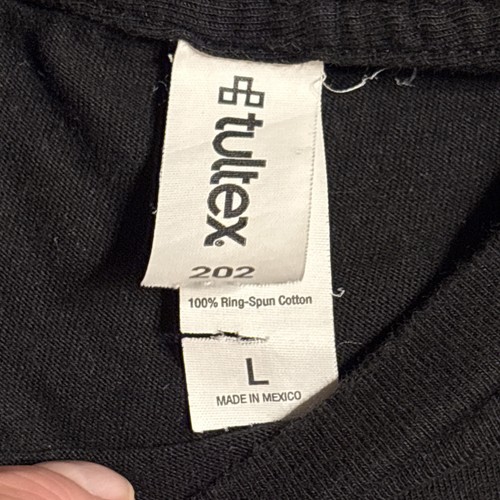 tultex
202
100% Ring-Spun Cotton
L
MADE IN MEXICO